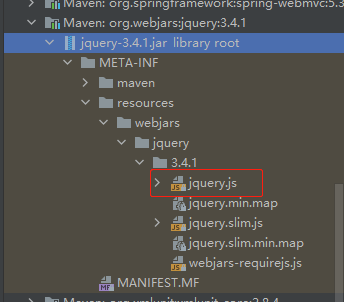 Maven: org.springframework:spring-webmvc:5.3
Maven: org.webjars:jquery:3.4.1
jquery-3.4.1.jar library root
META-INF
maven
resources
webjars
jquery
3.4.1
jquery.js
jquery.min.map
jquery.slim.js
jquery.slim.min.map
webjars-requirejs.js
MANIFEST.MF